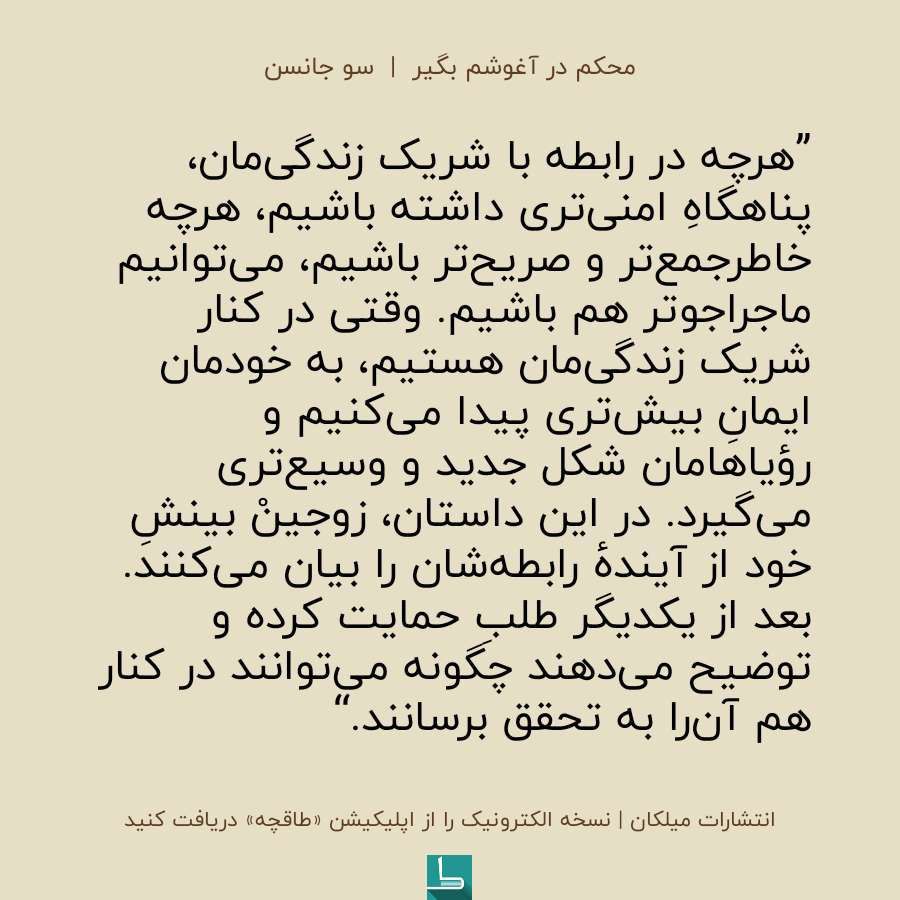 محکم در آغوشم بگیر | سو جانسن
”هرچه در رابطه با شریک زندگی‌مان،
پناهگاهِ امنی‌تری داشته باشیم، هرچه
خاطرجمع‌تر و صریح‌تر باشیم، می‌توانیم
ماجراجوتر هم باشیم. وقتی در کنار
شریک زندگی‌مان هستیم، به خودمان
ایمانِ بیش‌تری پیدا می‌کنیم و
رؤیاهامان شکل جدید و وسیع‌تری
می‌گیرد. در این داستان، زوجینْ بینشِ
خود از آیندهٔ رابطه‌شان را بیان می‌کنند.
بعد از یکدیگر طلبِ حمایت کرده و
توضیح می‌دهند چگونه می‌توانند در کنار
هم آن‌را به تحقق برسانند.“
انتشارات میلکان | نسخه الکترونیک را از اپلیکیشن «طاقچه» دریافت کنید